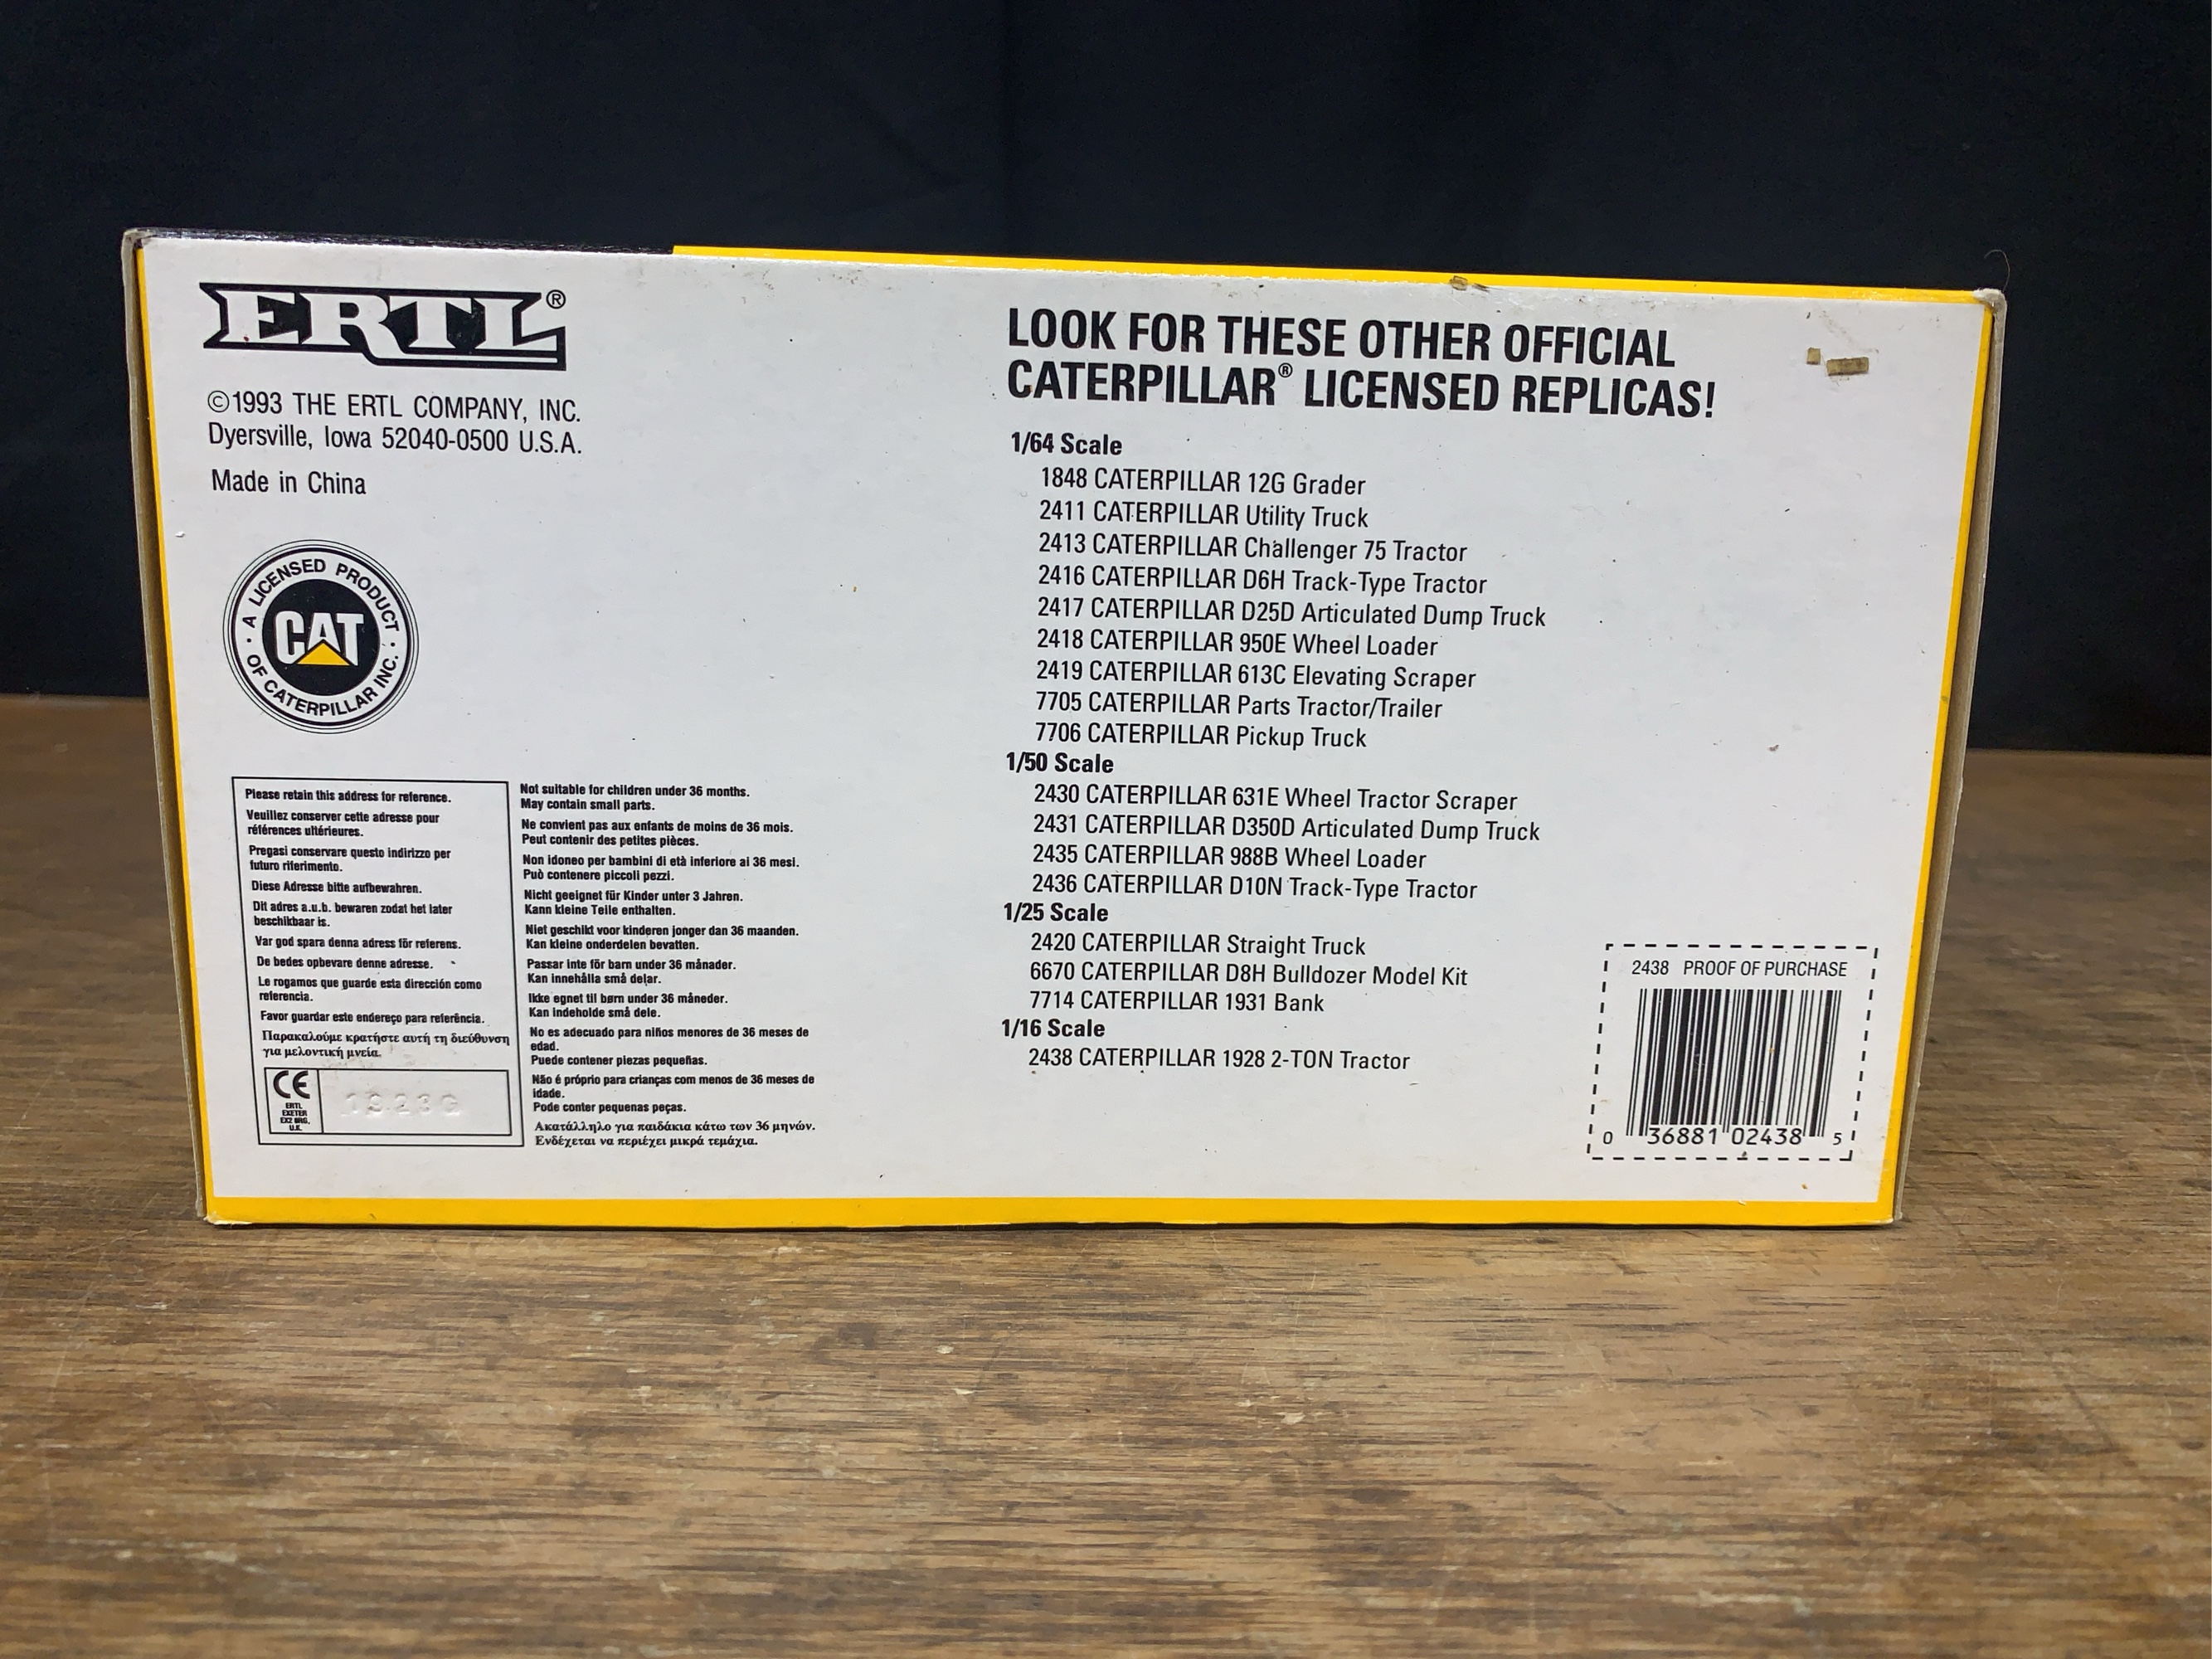 ERTL®
©1993 THE ERTL COMPANY, INC.
Dyersville, Iowa 52040-0500 U.S.A.
Made in China
· A LICENSED PRODUCT ·
OF CATERPILLAR INC.
CAT
Please retain this address for reference.
Veuillez conserver cette adresse pour
références ultérieures.
Pregasi conservare questo indirizzo per
futuro riferimento.
Diese Adresse bitte aufbewahren.
Dit adres a.u.b. bewaren zodat het later
beschikbaar is.
Var god spara denna adress för referens.
De bedes opbevare denne adresse.
Le rogamos que guarde esta dirección como
referencia.
Favor guardar este endereço para referência.
Παρακαλούμε κρατήστε αυτή τη διεύθυνση
για μελοντική μνεία.
CE
ERTL
EXETER
U.K.
Not suitable for children under 36 months.
May contain small parts.
Ne convient pas aux enfants de moins de 36 mois.
Peut contenir des petites pièces.
Non idoneo per bambini di età inferiore ai 36 mesi.
Può contenere piccoli pezzi.
Nicht geeignet für Kinder unter 3 Jahren.
Kann kleine Teile enthalten.
Niet geschikt voor kinderen jonger dan 36 maanden.
Kan kleine onderdelen bevatten.
Passar inte för barn under 36 månader.
Kan innehålla små delar.
Ikke egnet til børn under 36 måneder.
Kan indeholde små dele.
No es adecuado para niños menores de 36 meses de
edad.
Puede contener piezas pequeñas.
Não é próprio para crianças com menos de 36 meses de
idade.
Pode conter pequenas peças.
Ακατάλληλο για παιδάκια κάτω των 36 μηνών.
Ενδέχεται να περιέχει μικρά τεμάχια.
LOOK FOR THESE OTHER OFFICIAL
CATERPILLAR® LICENSED REPLICAS!
1/64 Scale
1848 CATERPILLAR 12G Grader
2411 CATERPILLAR Utility Truck
2413 CATERPILLAR Challenger 75 Tractor
2416 CATERPILLAR D6H Track-Type Tractor
2417 CATERPILLAR D25D Articulated Dump Truck
2418 CATERPILLAR 950E Wheel Loader
2419 CATERPILLAR 613C Elevating Scraper
7705 CATERPILLAR Parts Tractor/Trailer
7706 CATERPILLAR Pickup Truck
1/50 Scale
2430 CATERPILLAR 631E Wheel Tractor Scraper
2431 CATERPILLAR D350D Articulated Dump Truck
2435 CATERPILLAR 988B Wheel Loader
2436 CATERPILLAR D10N Track-Type Tractor
1/25 Scale
2420 CATERPILLAR Straight Truck
6670 CATERPILLAR D8H Bulldozer Model Kit
7714 CATERPILLAR 1931 Bank
1/16 Scale
2438 CATERPILLAR 1928 2-TON Tractor
2438 PROOF OF PURCHASE
0 36881 02438 5